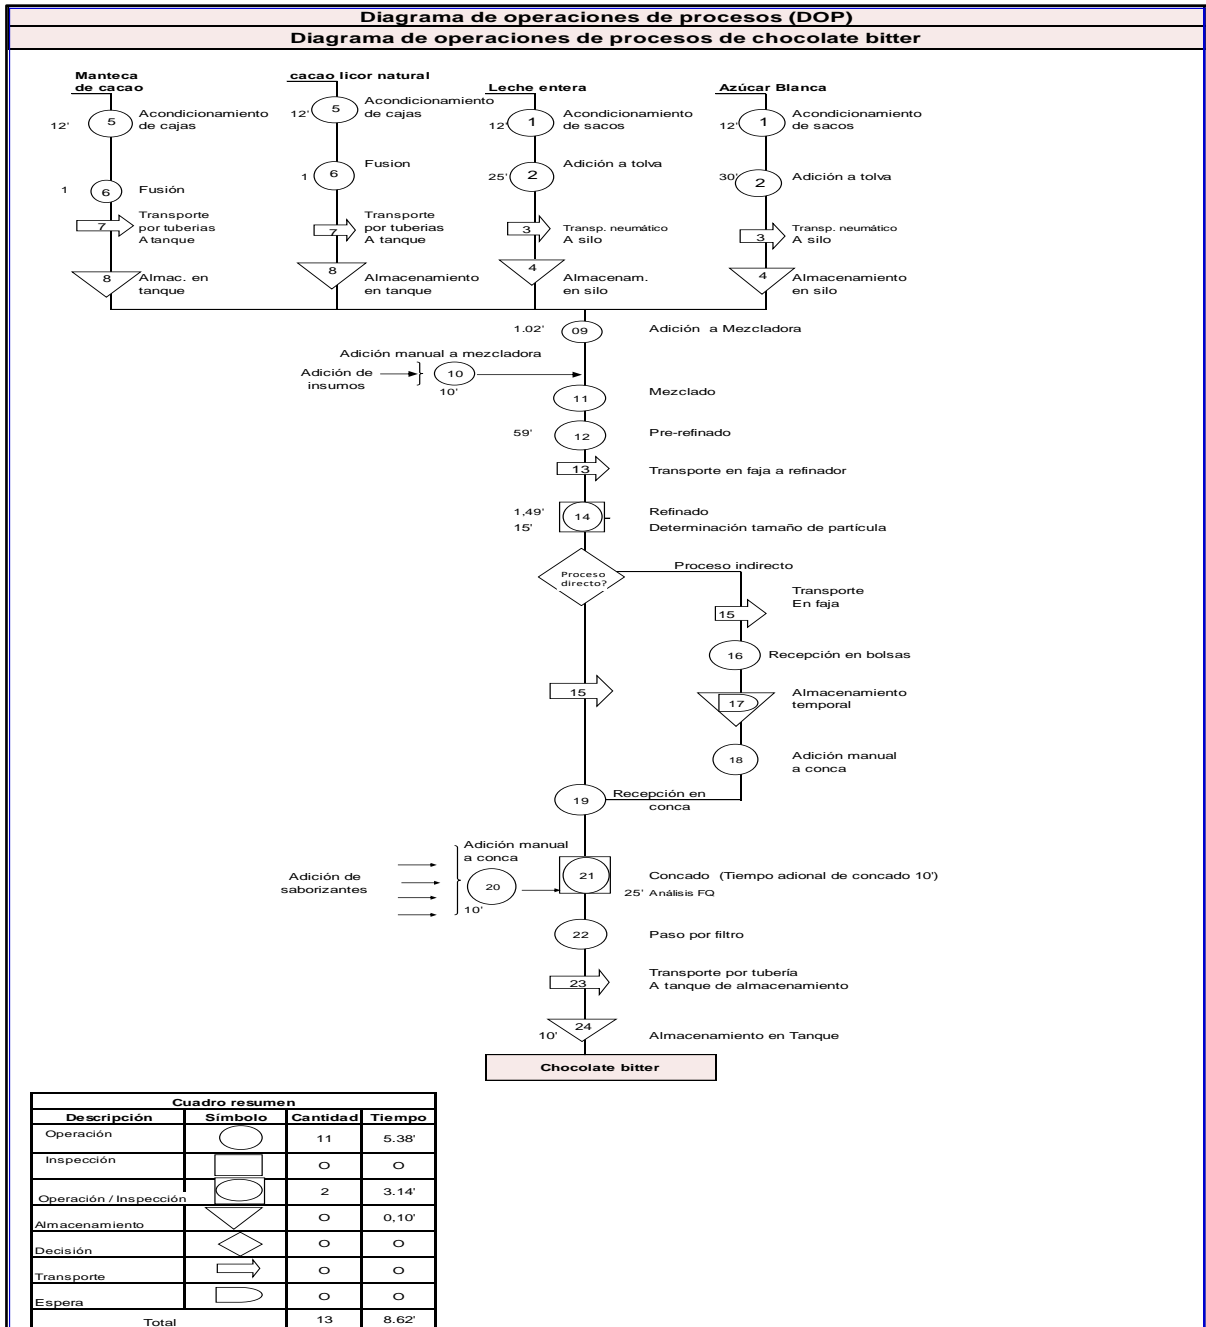 Diagrama de operaciones de procesos (DOP)
Diagrama de operaciones de procesos de chocolate bitter
Manteca
de cacao
12'
5
Acondicionamiento
de cajas
1
6
Fusión
7
Transporte
por tuberias
A tanque
8
Almac. en
tanque
cacao licor natural
12'
5
Acondicionamiento
de cajas
1
6
Fusion
7
Transporte
por tuberias
A tanque
8
Almacenamiento
en tanque
Leche entera
12'
1
Acondicionamiento
de sacos
25'
2
Adición a tolva
3
Transp. neumático
A silo
4
Almacenam.
en silo
Azúcar Blanca
12'
1
Acondicionamiento
de sacos
30'
2
Adición a tolva
3
Transp. neumático
A silo
4
Almacenamiento
en silo
1.02'
09
Adición a Mezcladora
Adición manual a mezcladora
Adición de
insumos
10
10'
11
Mezclado
59'
12
Pre-refinado
13
Transporte en faja a refinador
1,49'
15'
14
Refinado
Determinación tamaño de partícula
Proceso
directo?
Proceso indirecto
15
Transporte
En faja
16
Recepción en bolsas
15
17
Almacenamiento
temporal
18
Adición manual
a conca
19
Recepción en
conca
Adición manual
a conca
Adición de
saborizantes
20
10'
21
Concado (Tiempo adional de concado 10')
25' Análisis FQ
22
Paso por filtro
23
Transporte por tubería
A tanque de almacenamiento
10'
24
Almacenamiento en Tanque
Chocolate bitter
Cuadro resumen
Descripción Símbolo Cantidad Tiempo
Operación 11 5.38'
Inspección O O
Operación / Inspección 2 3.14'
Almacenamiento O 0,10'
Decisión O O
Transporte O O
Espera O O
Total 13 8.62'